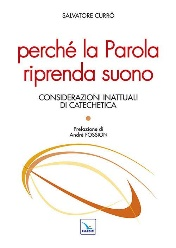 SALVATORE CURRÒ
perché la Parola
riprenda suono
CONSIDERAZIONI INATTUALI
DI CATECHETICA
Prefazione di
André FOSSION